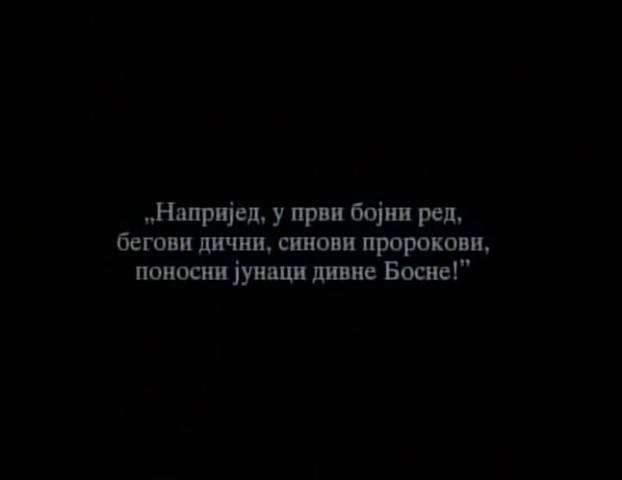 „Напријед, у први бојни ред,
бегови дични, синови пророкови,
поносни јунаци дивне Босне!”